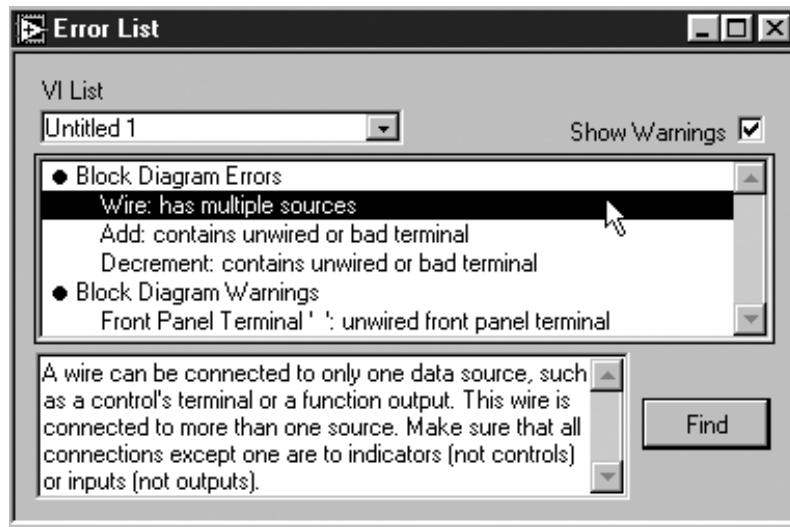 Error List
VI List
Untitled 1
Show Warnings
Block Diagram Errors
Wire: has multiple sources
Add: contains unwired or bad terminal
Decrement: contains unwired or bad terminal
Block Diagram Warnings
Front Panel Terminal '  ': unwired front panel terminal
A wire can be connected to only one data source, such
as a control's terminal or a function output. This wire is
connected to more than one source. Make sure that all
connections except one are to indicators (not controls)
or inputs (not outputs).
Find